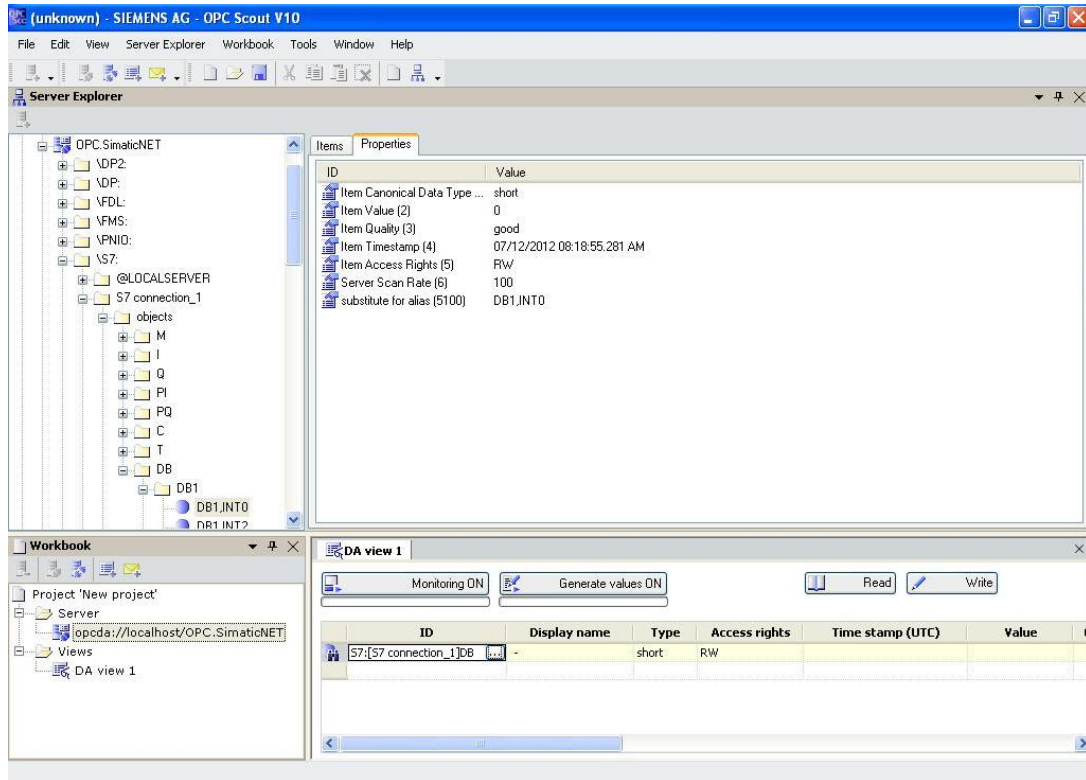 (unknown) - SIEMENS AG - OPC Scout V10
File Edit View Server Explorer Workbook Tools Window Help
Server Explorer
OPC.SimaticNET
\DP2:
\DP:
\FDL:
\FMS:
\PNIO:
\S7:
@LOCALSERVER
S7 connection_1
objects
M
I
Q
PI
PQ
C
T
DB
DB1
DB1,INT0
DB1,INT2
Items Properties
ID Value
Item Canonical Data Type ... short
Item Value (2) 0
Item Quality (3) good
Item Timestamp (4) 07/12/2012 08:18:55.281 AM
Item Access Rights (5) RW
Server Scan Rate (6) 100
substitute for alias (5100) DB1,INT0
Workbook
Project 'New project'
Server
opcda://localhost/OPC.SimaticNET
Views
DA view 1
DA view 1
Monitoring ON Generate values ON Read Write
ID Display name Type Access rights Time stamp (UTC) Value
S7:[S7 connection_1]DB ... - short RW